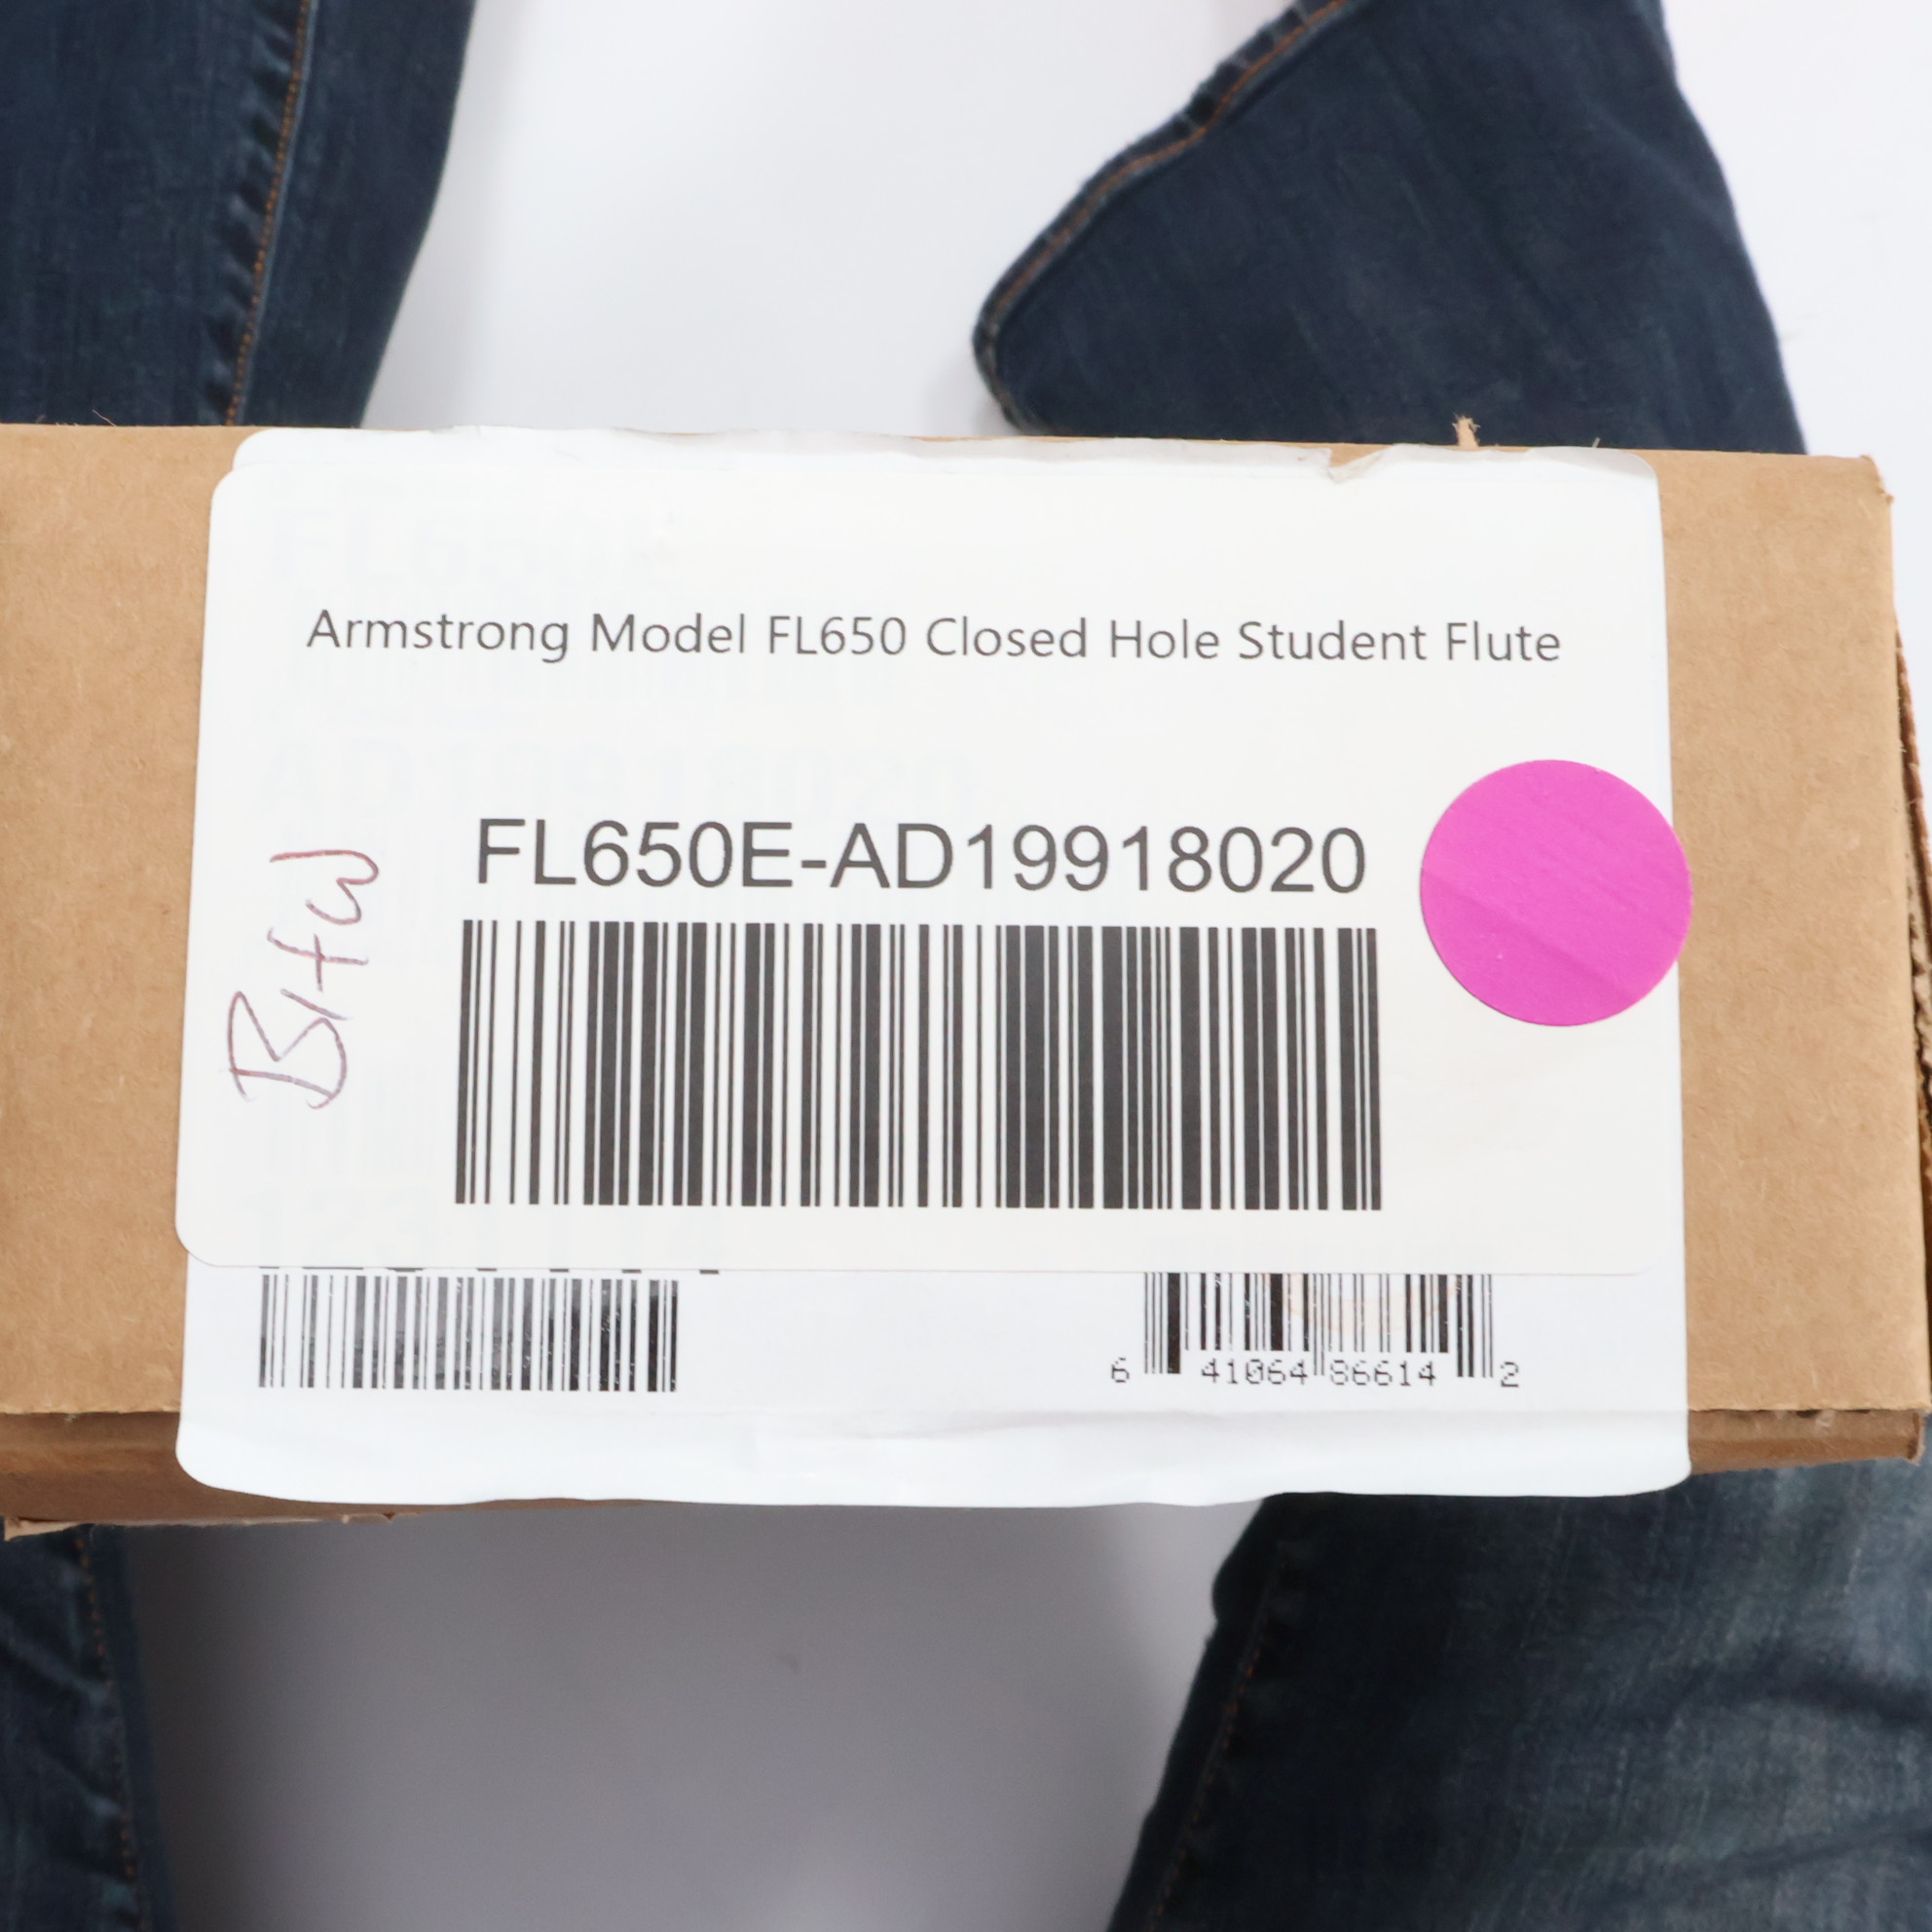 Armstrong Model FL650 Closed Hole Student Flute
FL650E-AD19918020
6 41064 86614 2